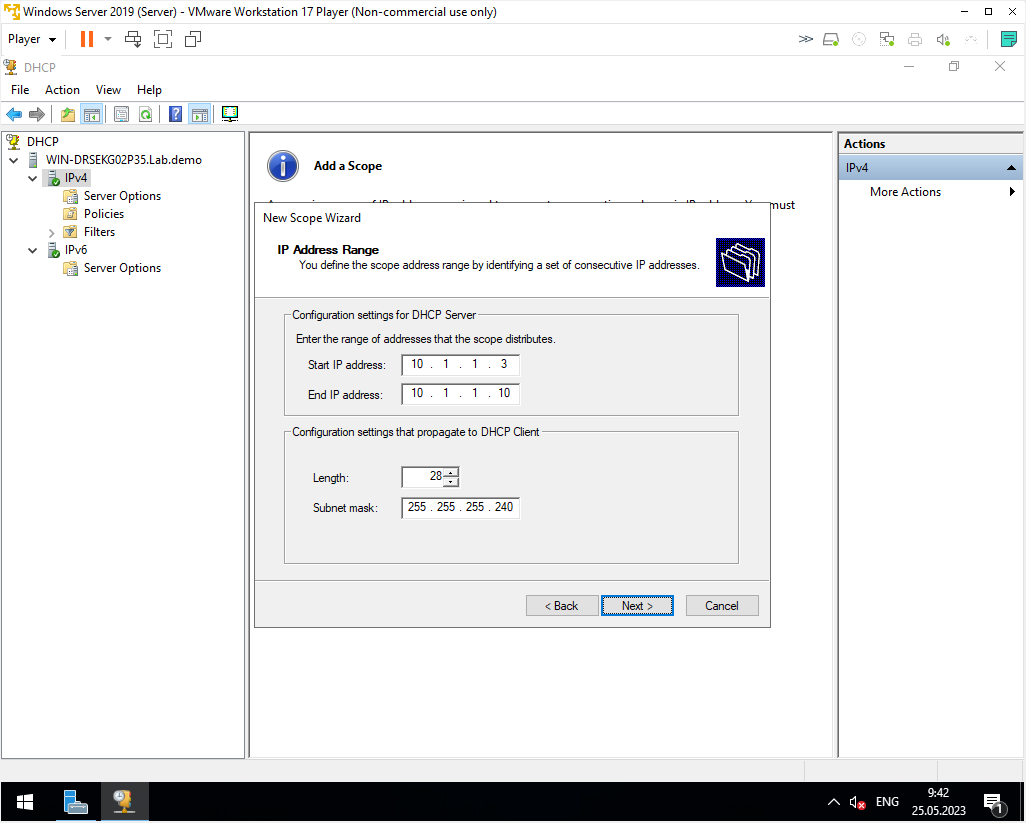 Windows Server 2019 (Server) - VMware Workstation 17 Player (Non-commercial use only)
Player
DHCP
File Action View Help
DHCP
WIN-DRSEKG02P35.Lab.demo
IPv4
Server Options
Policies
Filters
IPv6
Server Options
Add a Scope
must
New Scope Wizard
IP Address Range
You define the scope address range by identifying a set of consecutive IP addresses.
Configuration settings for DHCP Server
Enter the range of addresses that the scope distributes.
Start IP address: 10 . 1 . 1 . 3
End IP address: 10 . 1 . 1 . 10
Configuration settings that propagate to DHCP Client
Length: 28
Subnet mask: 255 . 255 . 255 . 240
< Back Next > Cancel
Actions
IPv4
More Actions
ENG
9:42
25.05.2023
1